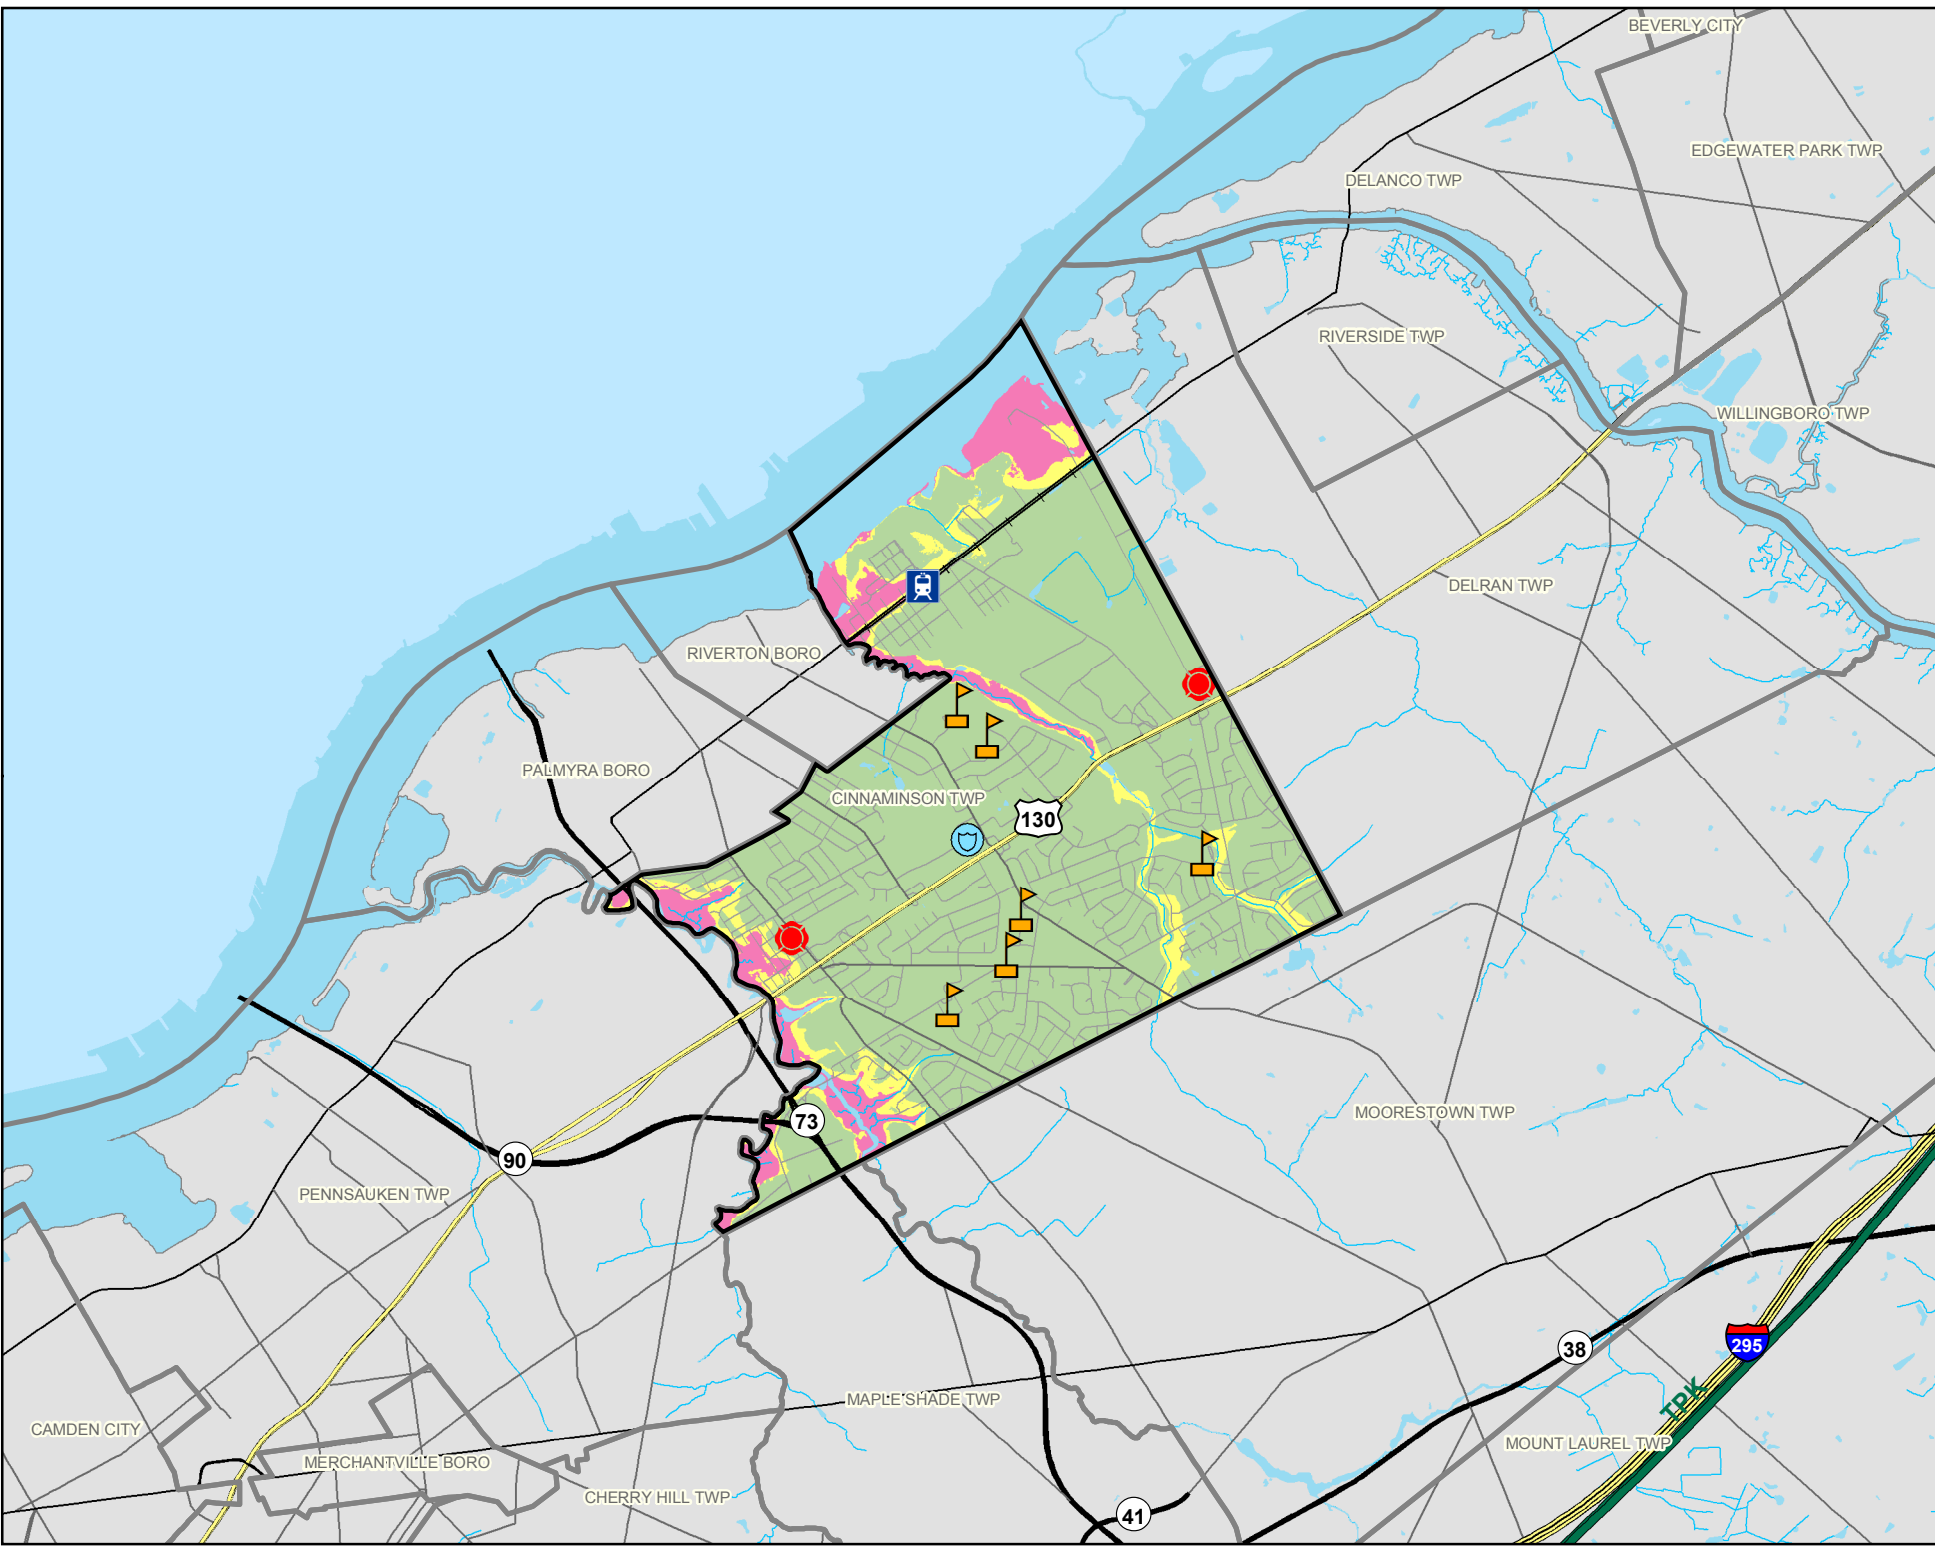 BEVERLY CITY
EDGEWATER PARK TWP
DELANCO TWP
RIVERSIDE TWP
WILLINGBORO TWP
DELRAN TWP
RIVERTON BORO
PALMYRA BORO
CINNAMINSON TWP
130
73
90
MOORESTOWN TWP
PENNSAUKEN TWP
38
295
TPK
MAPLE SHADE TWP
CAMDEN CITY
MOUNT LAUREL TWP
MERCHANTVILLE BORO
CHERRY HILL TWP
41